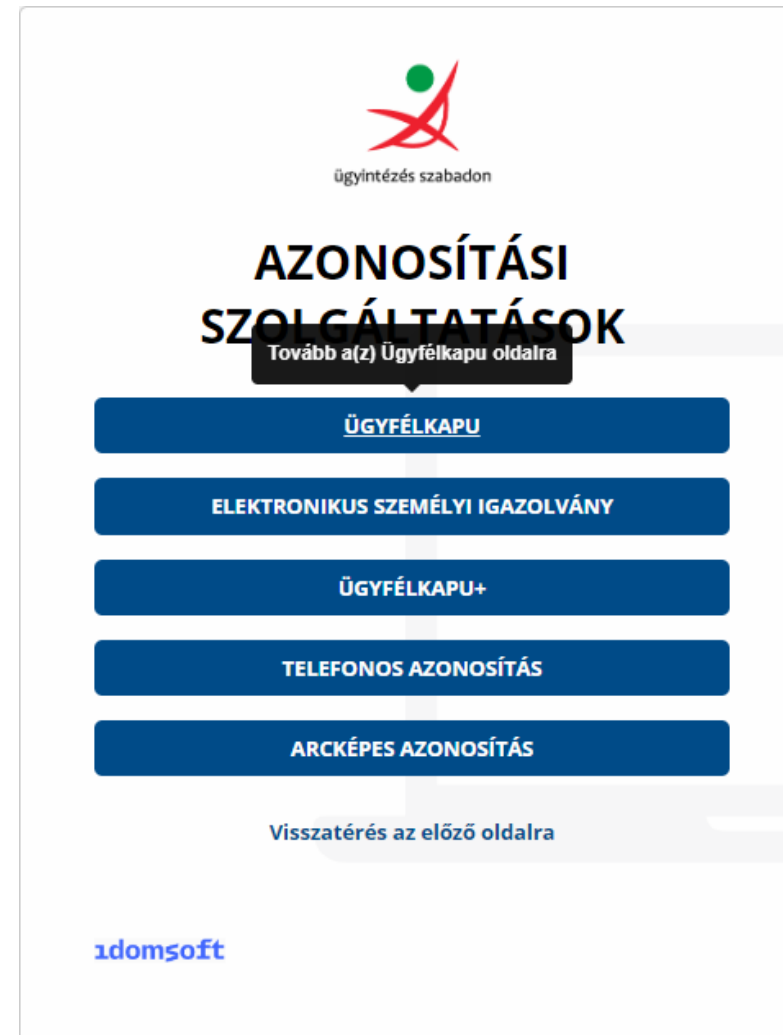 ügyintézés szabadon
AZONOSÍTÁSI
SZOLGÁLTATÁSOK
Tovább a(z) Ügyfélkapu oldalra
ÜGYFÉLKAPU
ELEKTRONIKUS SZEMÉLYI IGAZOLVÁNY
ÜGYFÉLKAPU+
TELEFONOS AZONOSÍTÁS
ARCKÉPES AZONOSÍTÁS
Visszatérés az előző oldalra
idomsoft